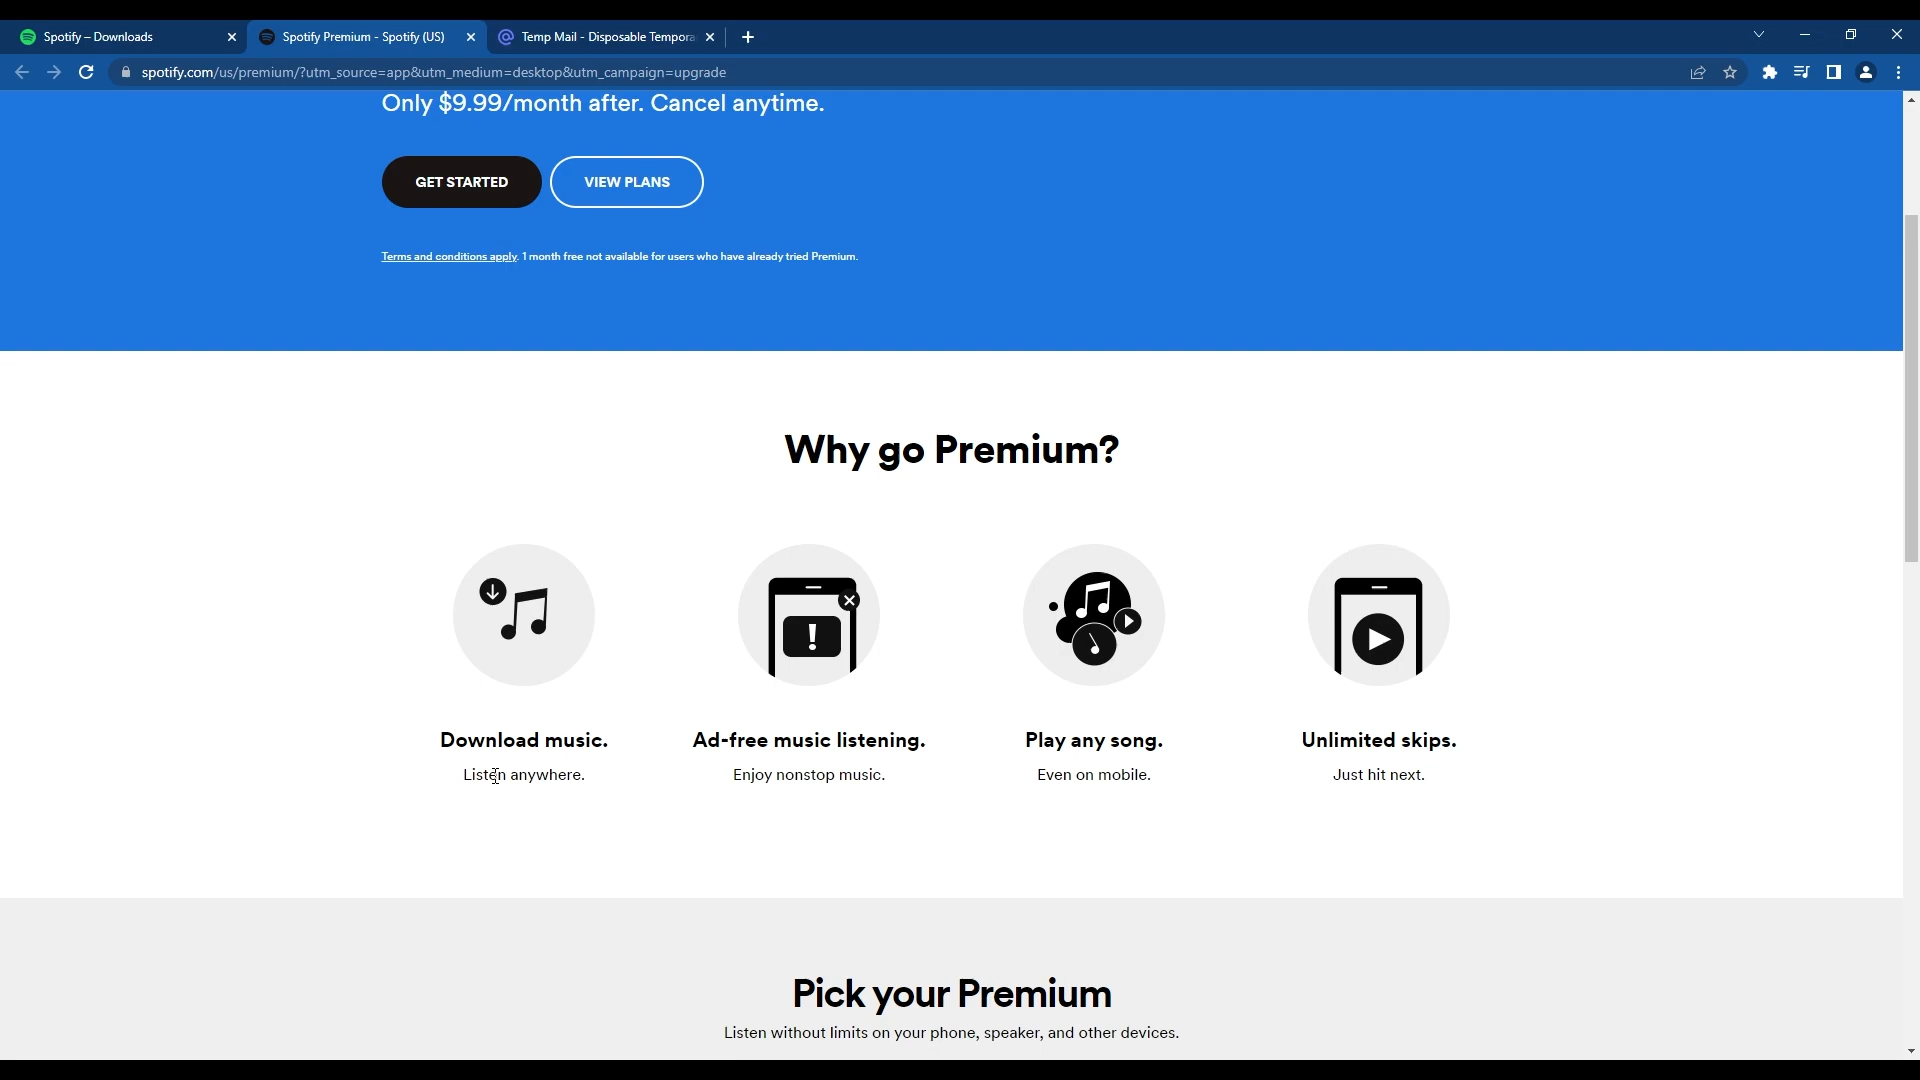 Spotify – Downloads
Spotify Premium - Spotify (US)
Temp Mail - Disposable Tempora
spotify.com/us/premium/?utm_source=app&utm_medium=desktop&utm_campaign=upgrade
Only $9.99/month after. Cancel anytime.
GET STARTED
VIEW PLANS
Terms and conditions apply. 1 month free not available for users who have already tried Premium.
Why go Premium?
Download music.
Listen anywhere.
Ad-free music listening.
Enjoy nonstop music.
Play any song.
Even on mobile.
Unlimited skips.
Just hit next.
Pick your Premium
Listen without limits on your phone, speaker, and other devices.